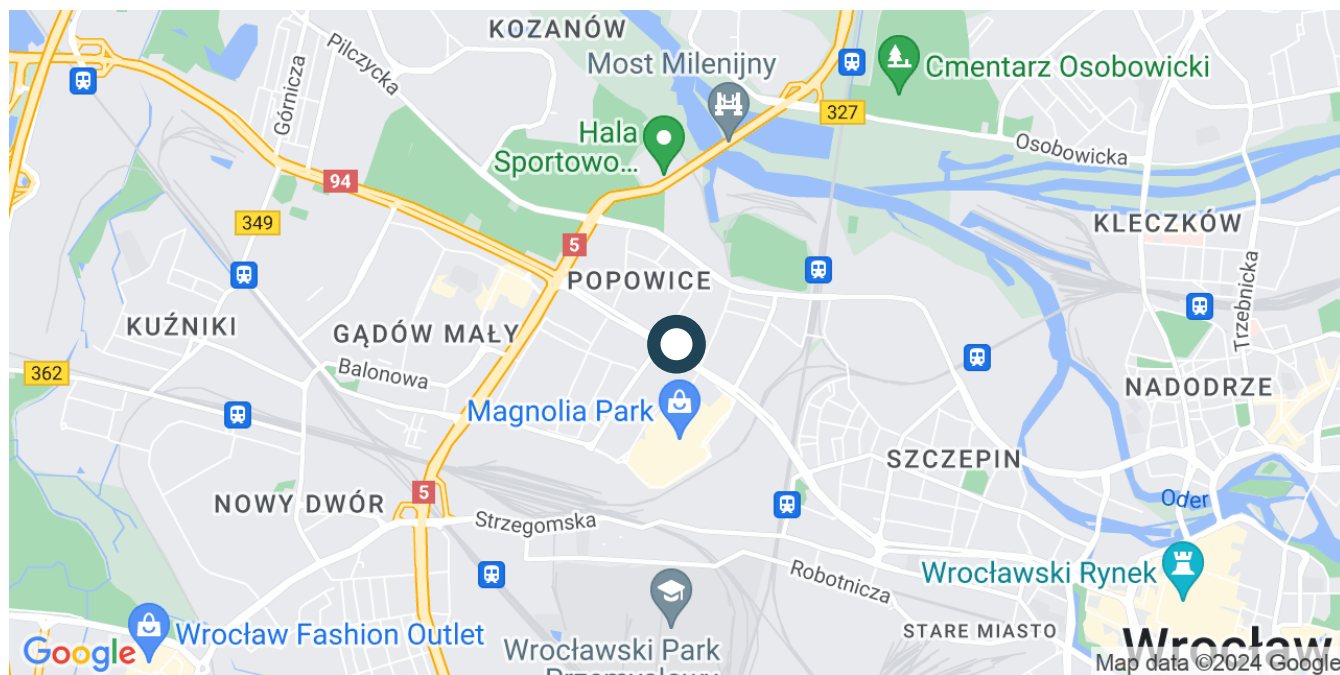 KOZANÓW
Pilczycka
Most Milenijny
Cmentarz Osobowicki
Górnicza
327
Hala
Sportowo...
Osobowicka
94
349
5
KLECZKÓW
POPOWICE
Trzebnicka
KUŹNIKI
GĄDÓW MAŁY
362
Balonowa
NADODRZE
Magnolia Park
SZCZEPIN
5
NOWY DWÓR
Oder
Strzegomska
Robotnicza
Wrocławski Rynek
Wrocław Fashion Outlet
STARE MIASTO
Wrocław
Google
Wrocławski Park
Przemysłowy
Map data ©2024 Google